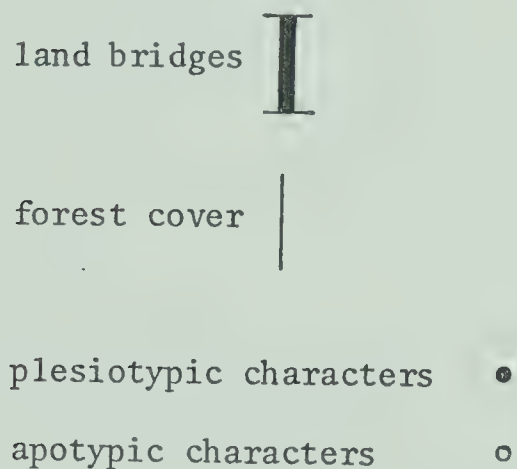 land bridges
forest cover
plesiotypic characters
apotypic characters